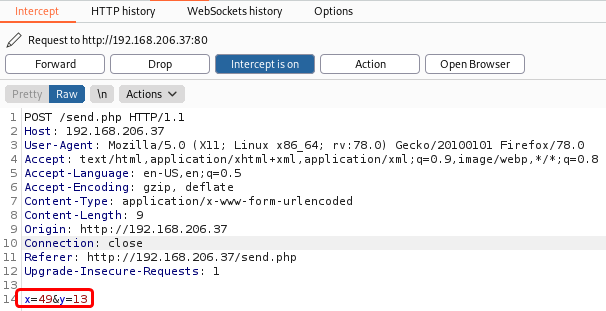 Intercept HTTP history WebSockets history Options
Request to http://192.168.206.37:80
Forward Drop Intercept is on Action Open Browser
Pretty Raw \n Actions
1 POST /send.php HTTP/1.1
2 Host: 192.168.206.37
3 User-Agent: Mozilla/5.0 (X11; Linux x86_64; rv:78.0) Gecko/20100101 Firefox/78.0
4 Accept: text/html,application/xhtml+xml,application/xml;q=0.9,image/webp,*/*;q=0.8
5 Accept-Language: en-US,en;q=0.5
6 Accept-Encoding: gzip, deflate
7 Content-Type: application/x-www-form-urlencoded
8 Content-Length: 9
9 Origin: http://192.168.206.37
10 Connection: close
11 Referer: http://192.168.206.37/send.php
12 Upgrade-Insecure-Requests: 1
13
14 x=49&y=13